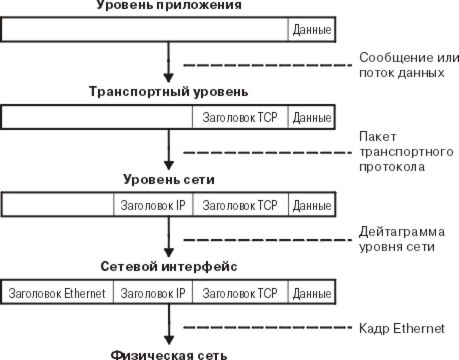 Уровень приложения
Данные
Сообщение или
поток данных
Транспортный уровень
Заголовок TCP Данные
Пакет
транспортного
протокола
Уровень сети
Заголовок IP Заголовок TCP Данные
Дейтаграмма
уровня сети
Сетевой интерфейс
Заголовок Ethernet Заголовок IP Заголовок TCP Данные
Кадр Ethernet
Физическая сеть